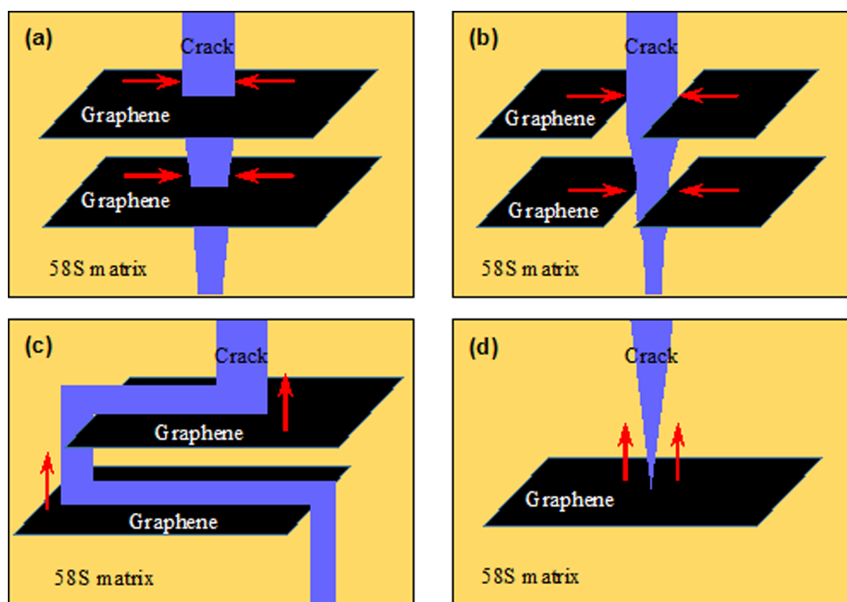 (a)
Crack
Graphene
Graphene
58S matrix
(b)
Crack
Graphene
Graphene
58S matrix
(c)
Crack
Graphene
Graphene
58S matrix
(d)
Crack
Graphene
58S matrix